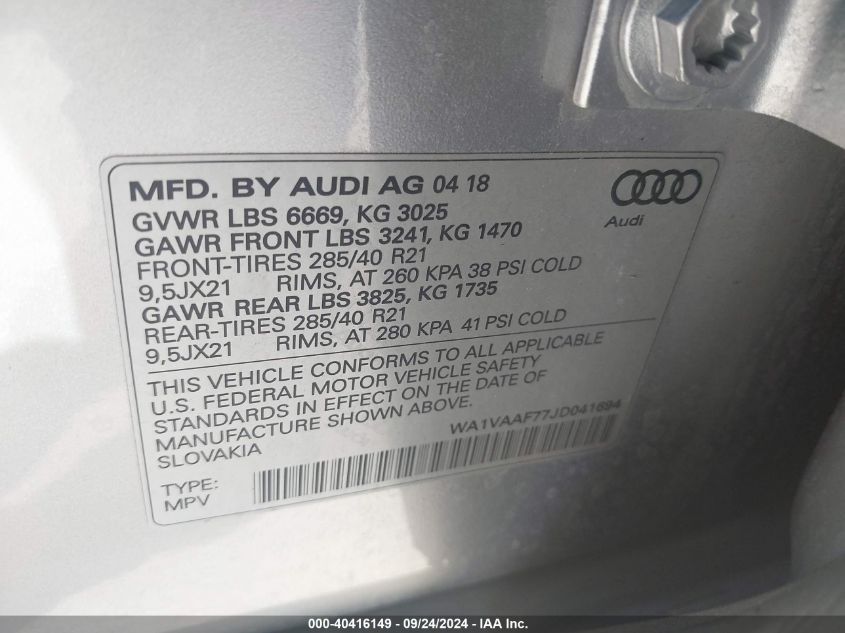 MFD. BY AUDI AG 04 18
GVWR LBS 6669, KG 3025
GAWR FRONT LBS 3241, KG 1470
FRONT-TIRES 285/40 R21
9,5JX21 RIMS, AT 260 KPA 38 PSI COLD
GAWR REAR LBS 3825, KG 1735
REAR-TIRES 285/40 R21
9,5JX21 RIMS, AT 280 KPA 41 PSI COLD
Audi
THIS VEHICLE CONFORMS TO ALL APPLICABLE
U.S. FEDERAL MOTOR VEHICLE SAFETY
STANDARDS IN EFFECT ON THE DATE OF
MANUFACTURE SHOWN ABOVE.
SLOVAKIA
WA1VAAF77JD041694
TYPE:
MPV
000-40416149 - 09/24/2024 - IAA Inc.